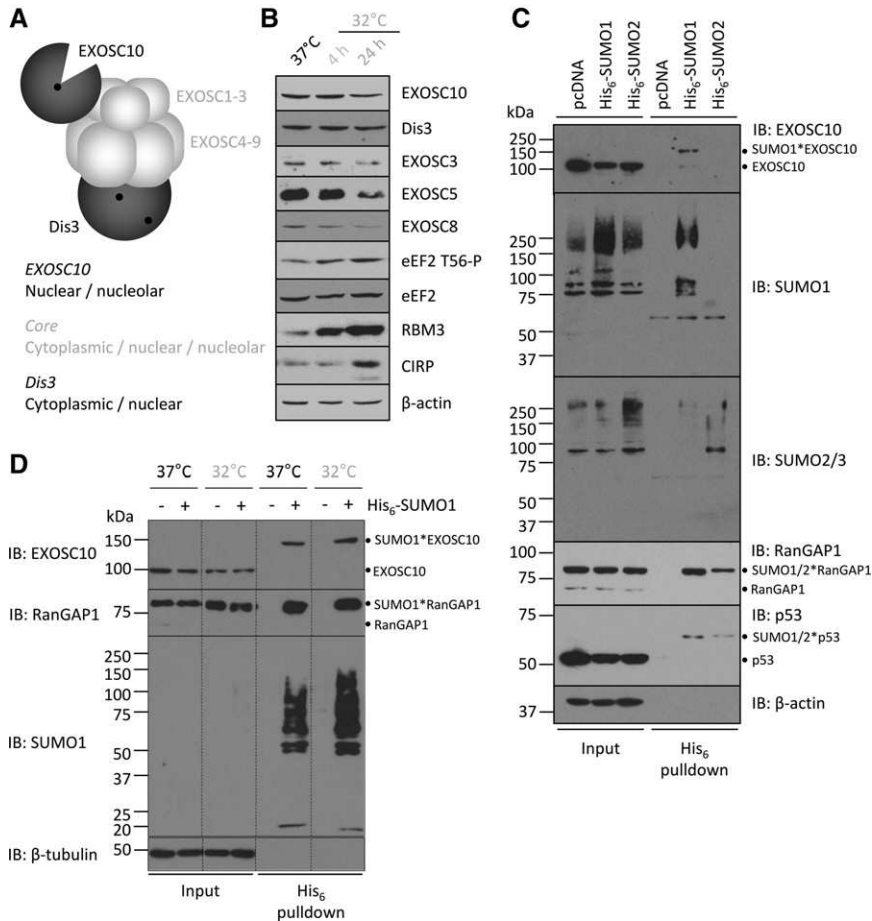 A
EXOSC10
EXOSC1-3
EXOSC4-9
Dis3
EXOSC10
Nuclear / nucleolar
Core
Cytoplasmic / nuclear / nucleolar
Dis3
Cytoplasmic / nuclear
B
32°C
37°C
4 h
24 h
EXOSC10
Dis3
EXOSC3
EXOSC5
EXOSC8
eEF2 T56-P
eEF2
RBM3
CIRP
β-actin
C
pcDNA
His6-SUMO1
His6-SUMO2
pcDNA
His6-SUMO1
His6-SUMO2
kDa
IB: EXOSC10
250
150
100
SUMO1*EXOSC10
EXOSC10
250
150
100
75
50
37
IB: SUMO1
250
150
100
75
50
37
IB: SUMO2/3
100
75
IB: RanGAP1
SUMO1/2*RanGAP1
RanGAP1
75
50
IB: p53
SUMO1/2*p53
p53
37
IB: β-actin
Input
His6
pulldown
D
37°C 32°C 37°C 32°C
- + - + - + - + His6-SUMO1
kDa
IB: EXOSC10
150
100
SUMO1*EXOSC10
EXOSC10
IB: RanGAP1
75
SUMO1*RanGAP1
RanGAP1
IB: SUMO1
250
150
100
75
50
37
25
20
IB: β-tubulin
50
Input
His6
pulldown